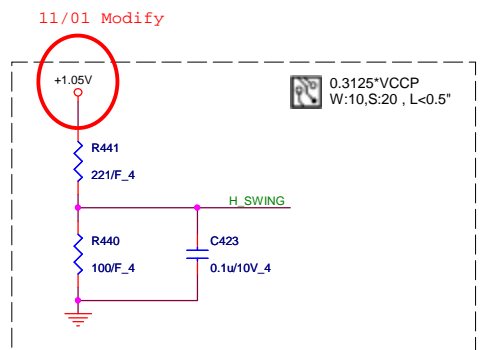 11/01 Modify
+1.05V
0.3125*VCCP
W:10,S:20 , L<0.5"
R441
221/F_4
H_SWING
R440
100/F_4
C423
0.1u/10V_4